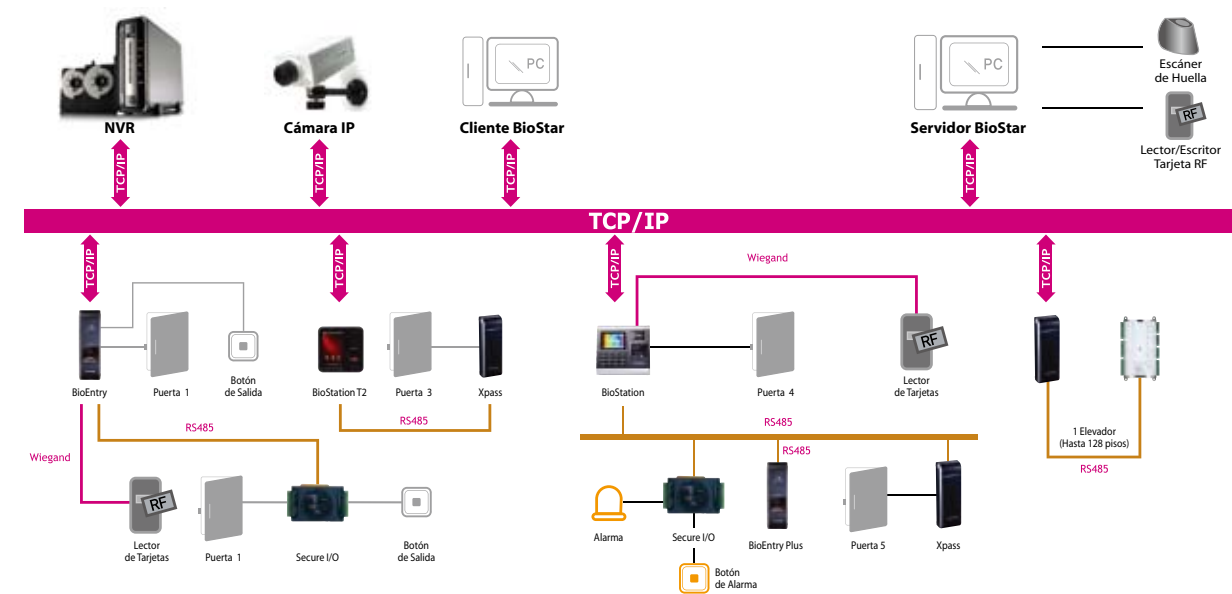 PC
PC
Escáner
de Huella
RF
Lector/Escritor
Tarjeta RF
NVR
Cámara IP
Cliente BioStar
Servidor BioStar
TCP/IP
TCP/IP
TCP/IP
TCP/IP
TCP/IP
TCP/IP
TCP/IP
TCP/IP
TCP/IP
Wiegand
RF
BioEntry
Puerta 1
Botón
de Salida
BioStation T2
Puerta 3
Xpass
BioStation
Puerta 4
Lector
de Tarjetas
RS485
RS485
RS485
1 Elevador
(Hasta 128 pisos)
RS485
Wiegand
RS485
RF
Lector
de Tarjetas
Puerta 1
Secure I/O
Botón
de Salida
Alarma
Secure I/O
BioEntry Plus
Puerta 5
Xpass
Botón
de Alarma